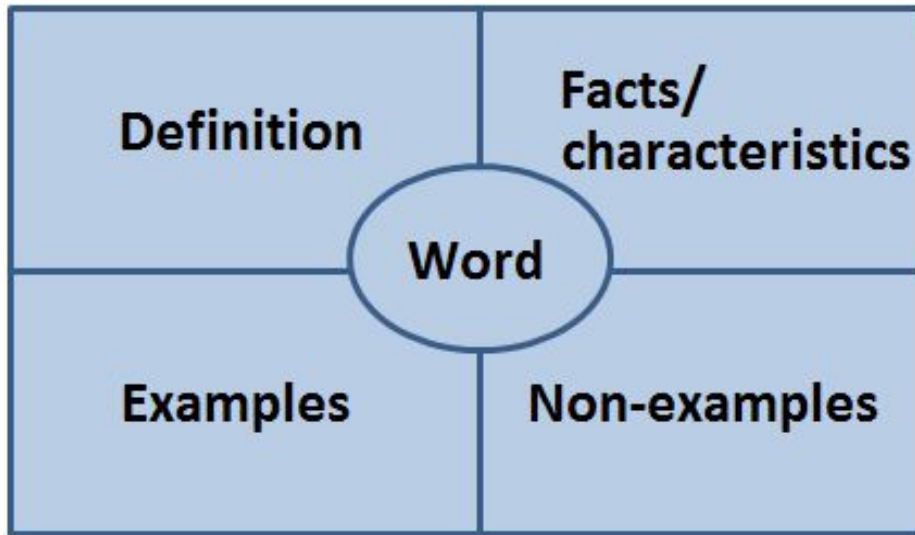 Definition
Facts/
characteristics
Word
Examples
Non-examples